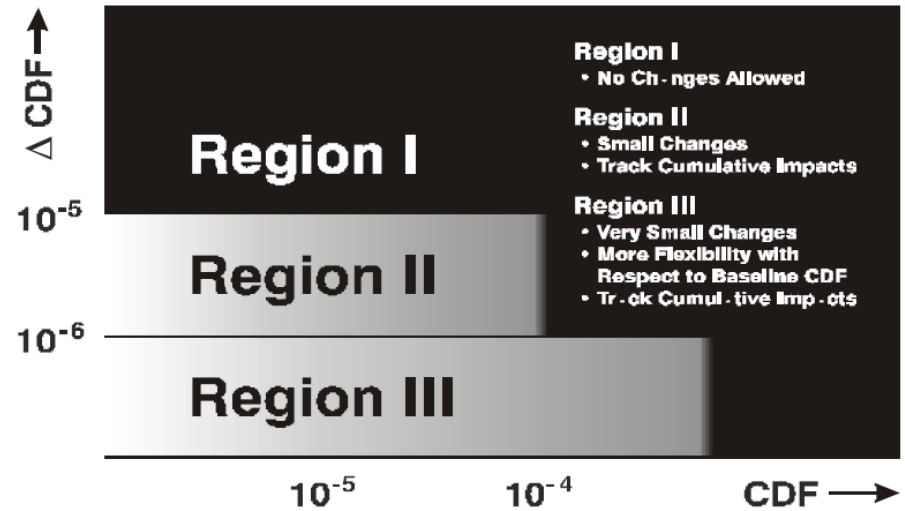 Δ CDF→
Region I
• No Ch-nges Allowed
Region II
• Small Changes
• Track Cumulative Impacts
Region III
• Very Small Changes
• More Flexibility with
Respect to Baseline CDF
• Tr-ck Cumul-tive Imp-cts
Region I
10⁻⁵
Region II
10⁻⁶
Region III
10⁻⁵
10⁻⁴
CDF →